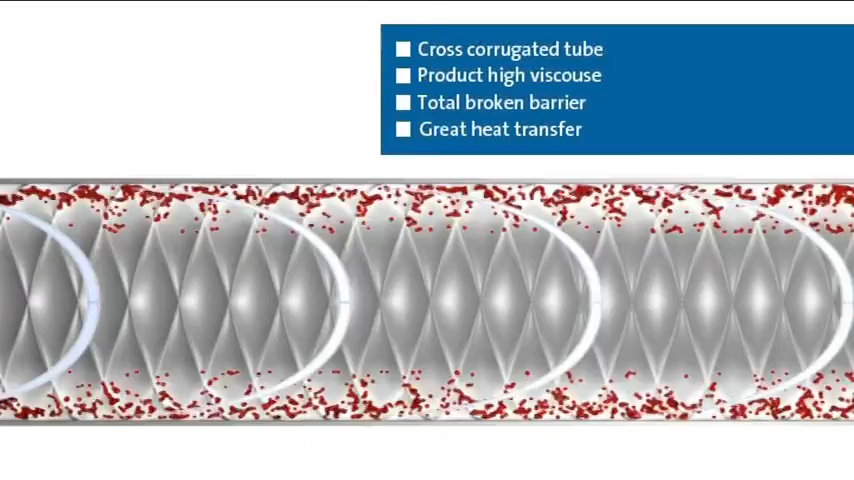 Cross corrugated tube
Product high viscouse
Total broken barrier
Great heat transfer